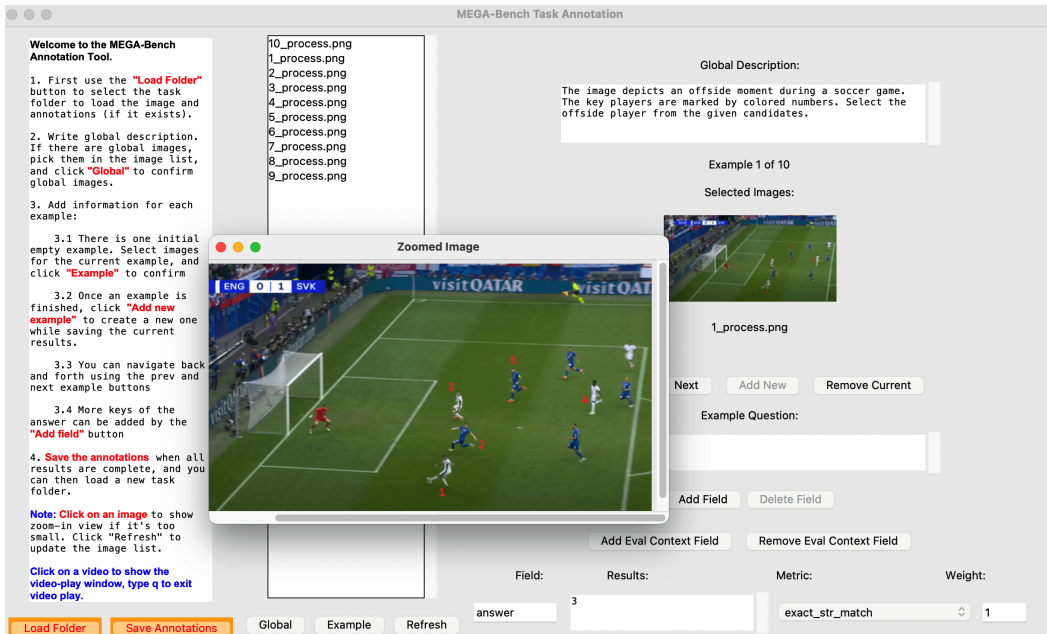 MEGA-Bench Task Annotation
Welcome to the MEGA-Bench
Annotation Tool.
1. First use the "Load Folder"
button to select the task
folder to load the image and
annotations (if it exists).
2. Write global description.
If there are global images,
pick them in the image list,
and click "Global" to confirm
global images.
3. Add information for each
example:
3.1 There is one initial
empty example. Select images
for the current example, and
click "Example" to confirm
3.2 Once an example is
finished, click "Add new
example" to create a new one
while saving the current
results.
3.3 You can navigate back
and forth using the prev and
next example buttons
3.4 More keys of the
answer can be added by the
"Add field" button
4. Save the annotations when all
results are complete, and you
can then load a new task
folder.
Note: Click on an image to show
zoom-in view if it's too
small. Click "Refresh" to
update the image list.
Click on a video to show the
video-play window, type q to exit
video play.
Load Folder
Save Annotations
10_process.png
1_process.png
2_process.png
3_process.png
4_process.png
5_process.png
6_process.png
7_process.png
8_process.png
9_process.png
Global
Example
Refresh
Zoomed Image
ENG 0 1 SVK
visitQATAR
visitQAT
5
3
4
2
1
Global Description:
The image depicts an offside moment during a soccer game.
The key players are marked by colored numbers. Select the
offside player from the given candidates.
Example 1 of 10
Selected Images:
1_process.png
Next
Add New
Remove Current
Example Question:
Add Field
Delete Field
Add Eval Context Field
Remove Eval Context Field
Field:
Results:
Metric:
Weight:
answer
3
exact_str_match
1